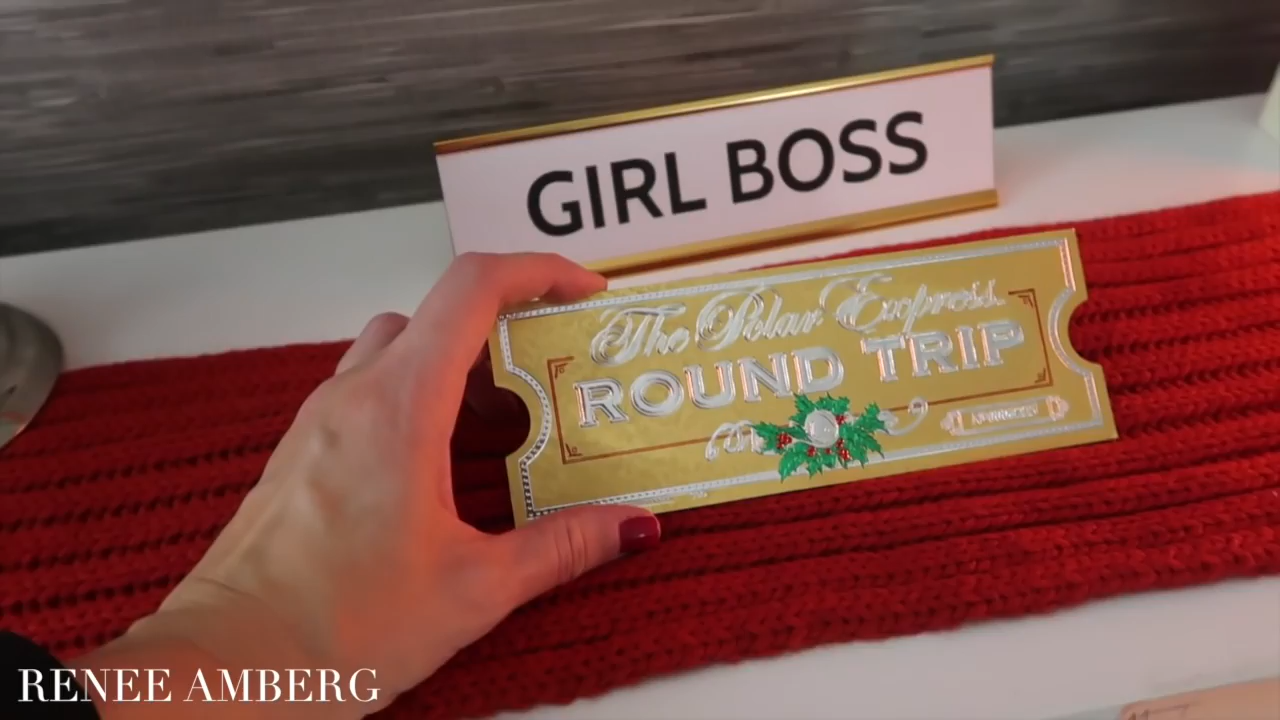 GIRL BOSS
The Polar Express
ROUND TRIP
RENEE AMBERG